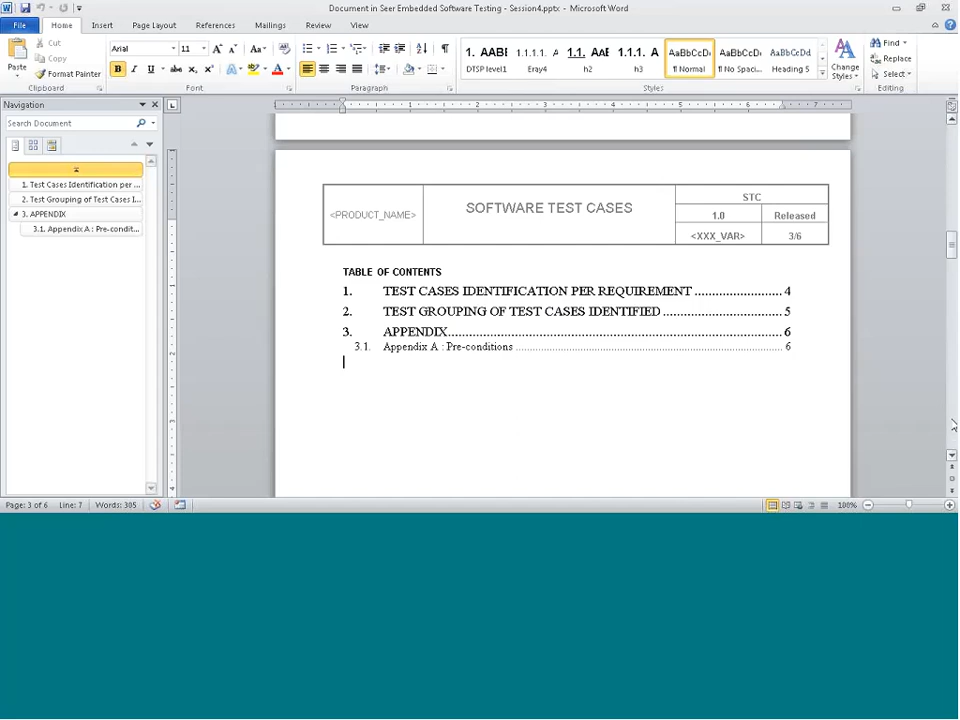 Document in Seer Embedded Software Testing - Session4.pptx - Microsoft Word
File Home Insert Page Layout References Mailings Review View
Paste
Cut
Copy
Format Painter
Clipboard
Arial 11
Font
Paragraph
1. AABI 1.1.1.1. A 1.1. AAE 1.1.1. A AaBbCcD AaBbCcD AaBbCcDd
DTSP level1 Eray4 h2 h3 ¶ Normal ¶ No Spaci... Heading 5
Styles
Change Styles
Find
Replace
Select
Editing
Navigation
Search Document
1. Test Cases Identification per ...
2. Test Grouping of Test Cases I...
3. APPENDIX
3.1. Appendix A : Pre-condit...
<PRODUCT_NAME> SOFTWARE TEST CASES STC
1.0 Released
<XXX_VAR> 3/6
TABLE OF CONTENTS
1. TEST CASES IDENTIFICATION PER REQUIREMENT ........................ 4
2. TEST GROUPING OF TEST CASES IDENTIFIED ................................ 5
3. APPENDIX........................................................................................ 6
3.1. Appendix A : Pre-conditions .......................................................................................... 6
Page: 3 of 6 Line: 7 Words: 305 100%